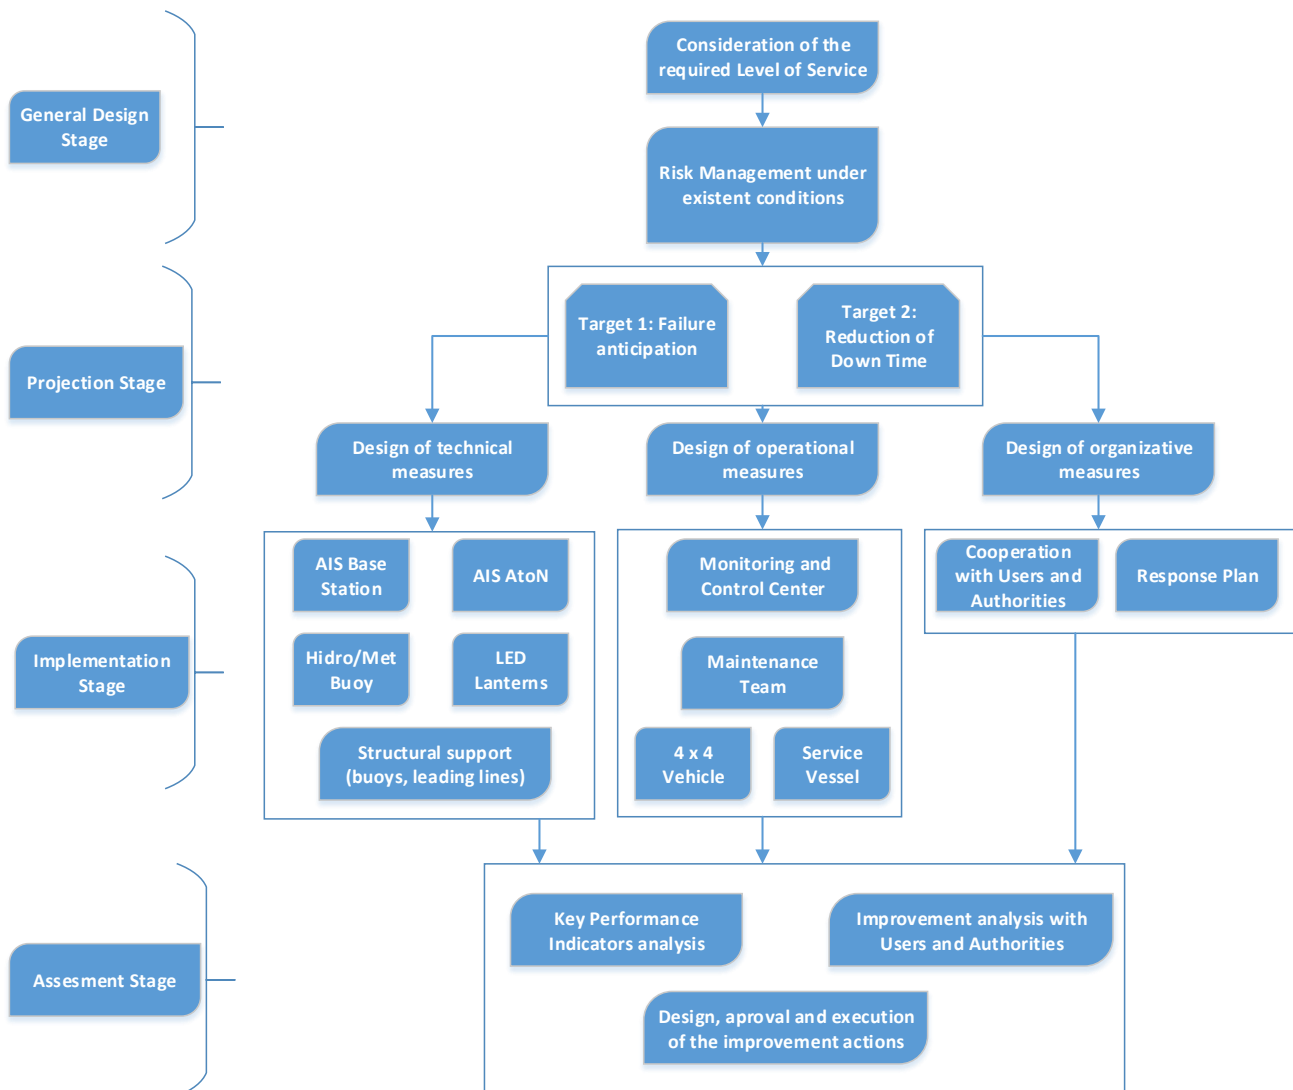 Consideration of the
required Level of Service
General Design
Stage
Risk Management under
existent conditions
Target 1: Failure
anticipation
Target 2:
Reduction of
Down Time
Projection Stage
Design of technical
measures
Design of operational
measures
Design of organizative
measures
AIS Base
Station
AIS AtoN
Monitoring and
Control Center
Cooperation
with Users and
Authorities
Response Plan
Implementation
Stage
Hidro/Met
Buoy
LED
Lanterns
Maintenance
Team
Structural support
(buoys, leading lines)
4 x 4
Vehicle
Service
Vessel
Key Performance
Indicators analysis
Improvement analysis with
Users and Authorities
Assesment Stage
Design, aproval and execution
of the improvement actions